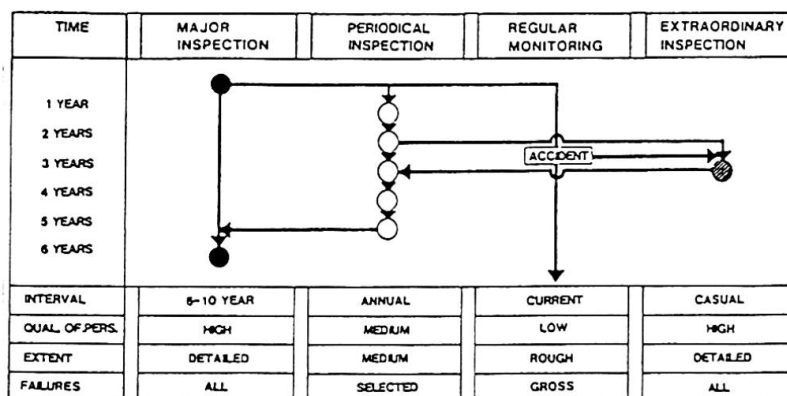 TIME MAJOR INSPECTION PERIODICAL INSPECTION REGULAR MONITORING EXTRAORDINARY INSPECTION
1 YEAR
2 YEARS
ACCIDENT
3 YEARS
4 YEARS
5 YEARS
6 YEARS
INTERVAL 6-10 YEAR ANNUAL CURRENT CASUAL
QUAL. OF.PERS. HIGH MEDIUM LOW HIGH
EXTENT DETAILED MEDIUM ROUGH DETAILED
FAILURES ALL SELECTED GROSS ALL